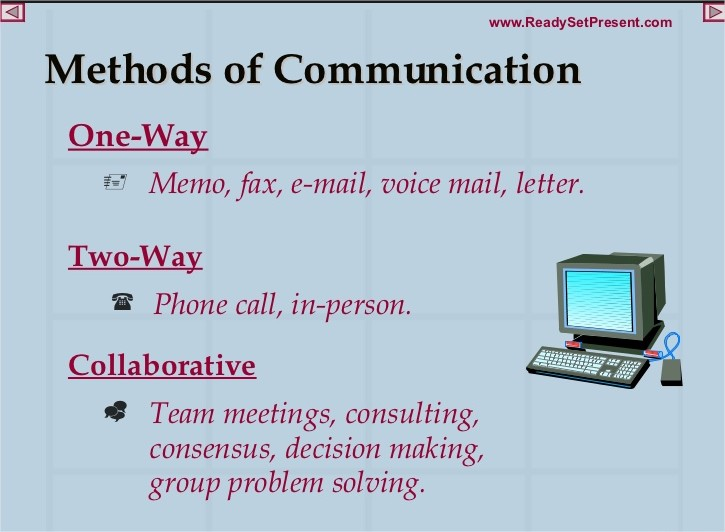 www.ReadySetPresent.com
Methods of Communication
One-Way
Memo, fax, e-mail, voice mail, letter.
Two-Way
Phone call, in-person.
Collaborative
Team meetings, consulting,
consensus, decision making,
group problem solving.